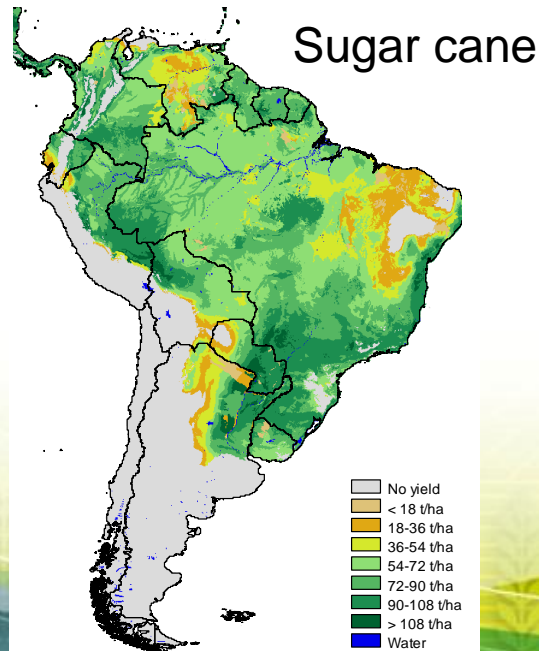 Sugar cane
No yield
< 18 t/ha
18-36 t/ha
36-54 t/ha
54-72 t/ha
72-90 t/ha
90-108 t/ha
> 108 t/ha
Water